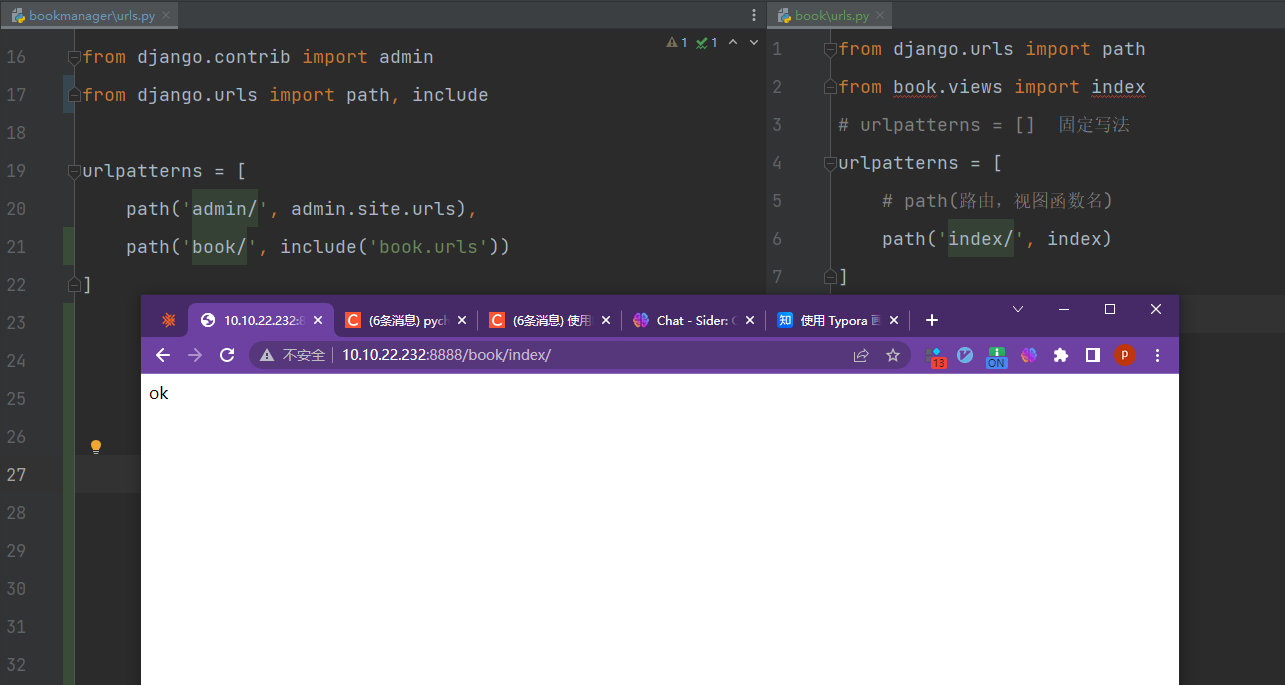 bookmanager\urls.py
book\urls.py
1 1
16 from django.contrib import admin
17 from django.urls import path, include
18
19 urlpatterns = [
20     path('admin/', admin.site.urls),
21     path('book/', include('book.urls'))
22 ]
23
24
25
26
27
28
29
30
31
32
1 from django.urls import path
2 from book.views import index
3 # urlpatterns = []  固定写法
4 urlpatterns = [
5     # path(路由, 视图函数名)
6     path('index/', index)
7 ]
10.10.22.232:8
(6条消息) pych
(6条消息) 使用
Chat - Sider:
知 使用 Typora
不安全 10.10.22.232:8888/book/index/
13
ON
P
ok